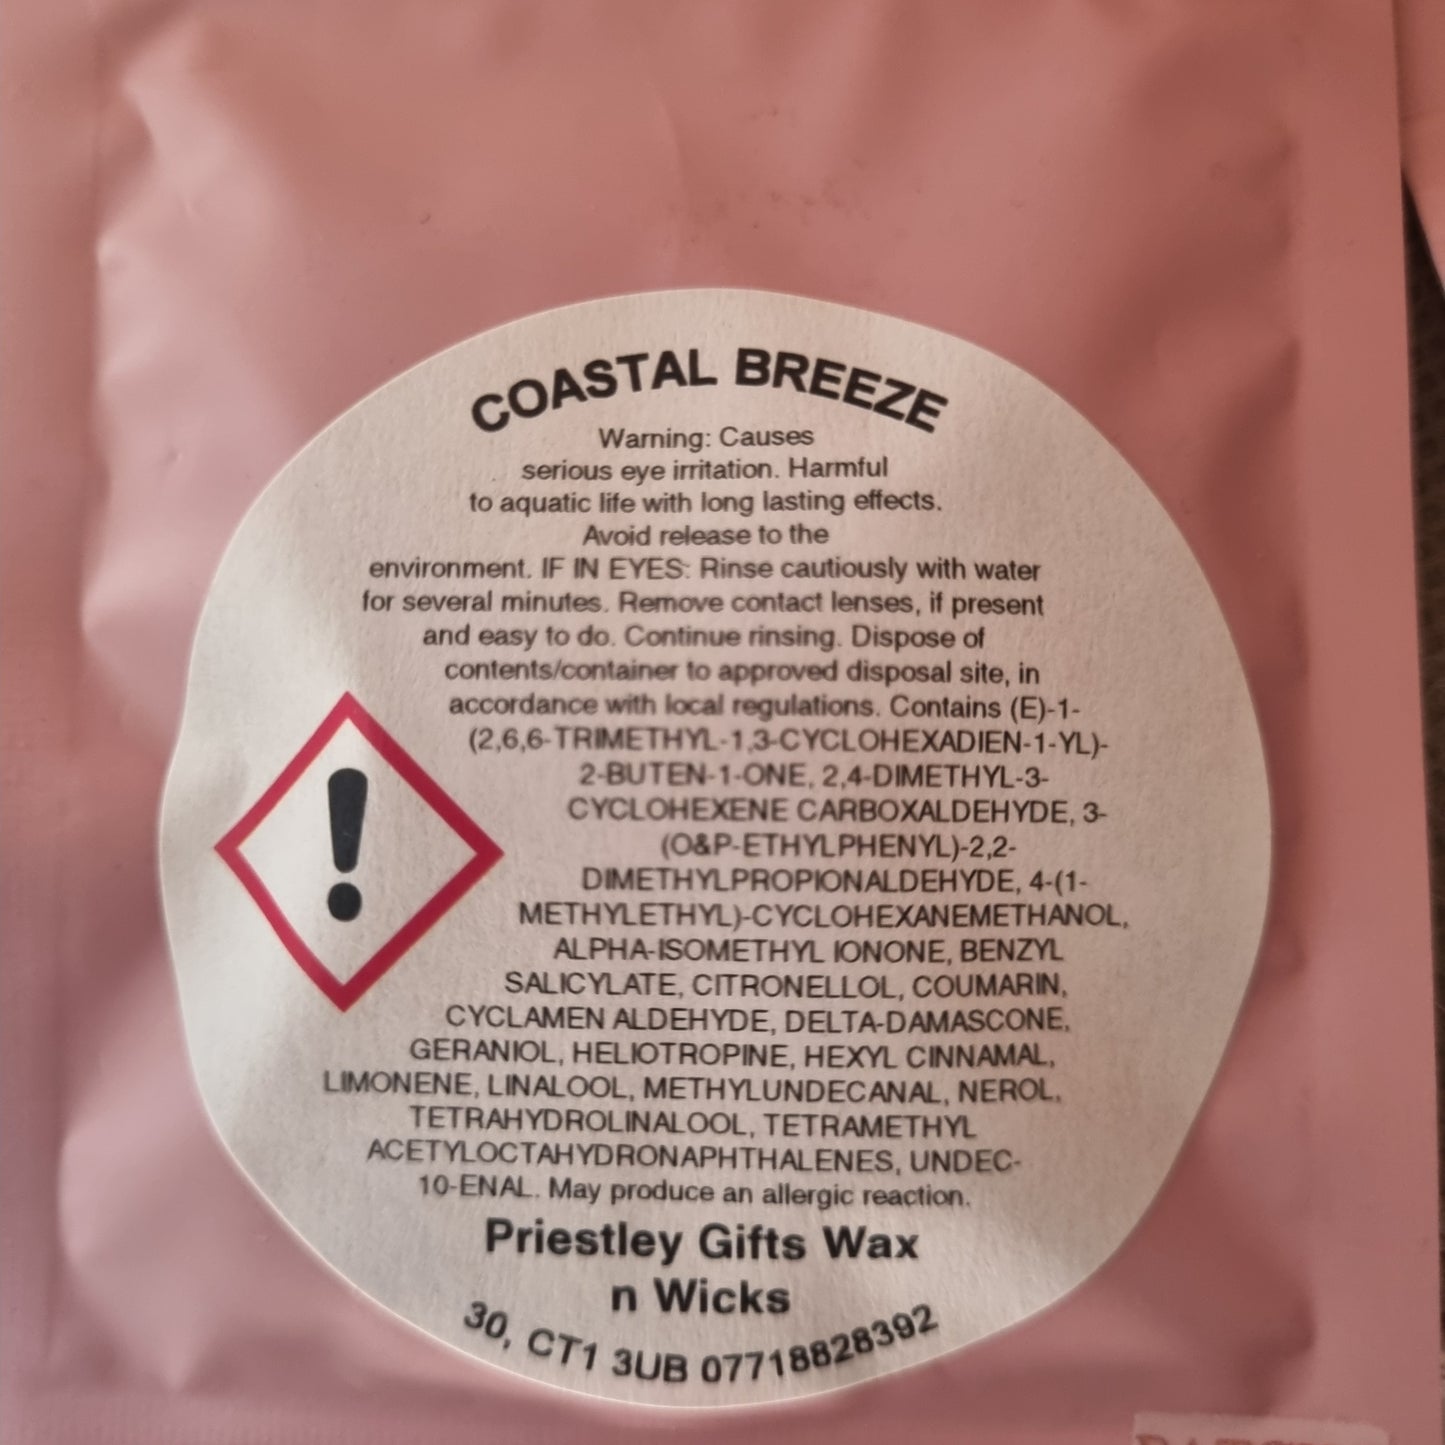 COASTAL BREEZE
Warning: Causes
serious eye irritation. Harmful
to aquatic life with long lasting effects.
Avoid release to the
environment. IF IN EYES: Rinse cautiously with water
for several minutes. Remove contact lenses, if present
and easy to do. Continue rinsing. Dispose of
contents/container to approved disposal site, in
accordance with local regulations. Contains (E)-1-
(2,6,6-TRIMETHYL-1,3-CYCLOHEXADIEN-1-YL)-
2-BUTEN-1-ONE, 2,4-DIMETHYL-3-
CYCLOHEXENE CARBOXALDEHYDE, 3-
(O&P-ETHYLPHENYL)-2,2-
DIMETHYLPROPIONALDEHYDE, 4-(1-
METHYLETHYL)-CYCLOHEXANEMETHANOL,
ALPHA-ISOMETHYL IONONE, BENZYL
SALICYLATE, CITRONELLOL, COUMARIN,
CYCLAMEN ALDEHYDE, DELTA-DAMASCONE,
GERANIOL, HELIOTROPINE, HEXYL CINNAMAL,
LIMONENE, LINALOOL, METHYLUNDECANAL, NEROL,
TETRAHYDROLINALOOL, TETRAMETHYL
ACETYLOCTAHYDRONAPHTHALENES, UNDEC-
10-ENAL. May produce an allergic reaction.
Priestley Gifts Wax
n Wicks
30, CT1 3UB 07718828392